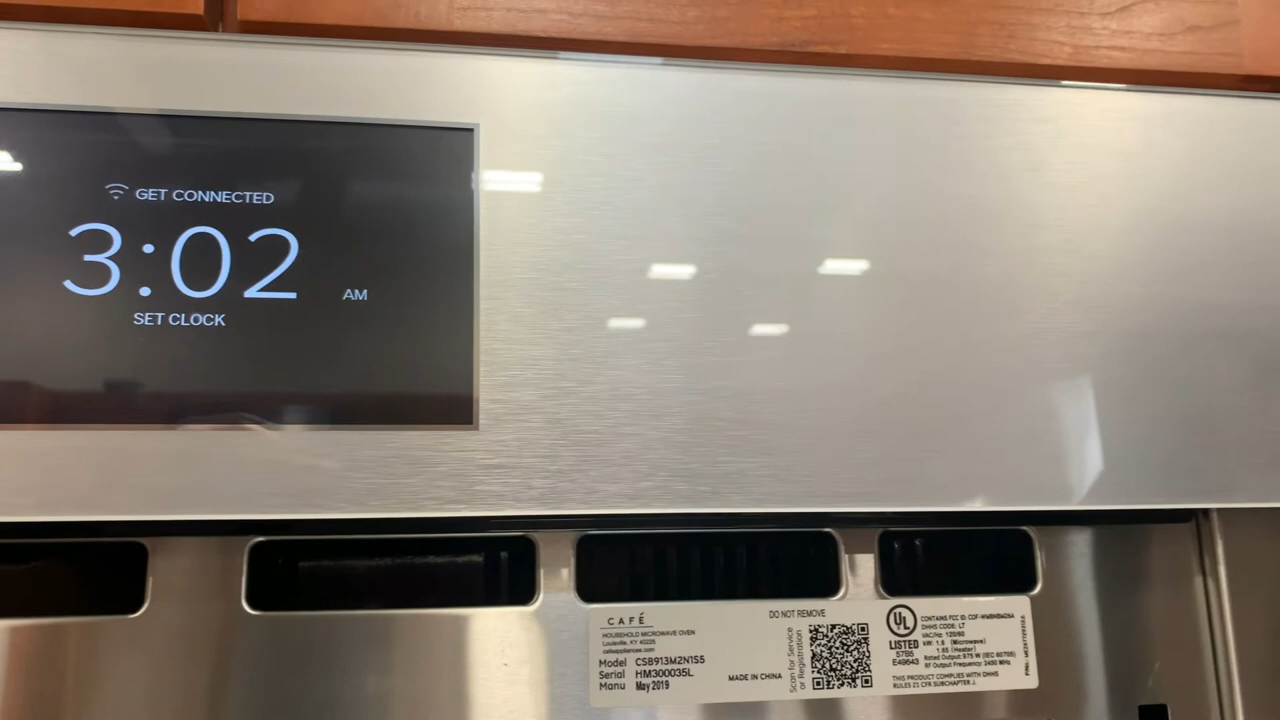 GET CONNECTED
3:02 AM
SET CLOCK
CAFÉ
DO NOT REMOVE
HOUSEHOLD MICROWAVE OVEN
Louisville, KY 40225
cafeappliances.com
Model CSB913M2N1S5
Serial HM300035L
Manu May 2019
MADE IN CHINA
Scan for Service
or Registration
UL
LISTED
57B5
E49643
CONTAINS FCC ID:
DHHS CODE: LT
VAC/Hz: 120/60
kW: 1.6 (Microwave)
1.65 (Heater)
Rated Output: 975 W (IEC 60705)
RF Output Frequency: 2450 MHz
THIS PRODUCT COMPLIES WITH DHHS
RULES 21 CFR SUBCHAPTER J.